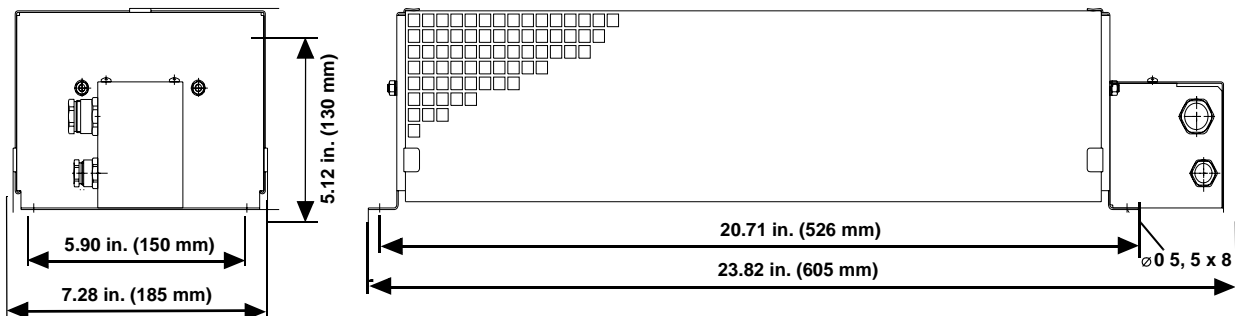 5.12 in. (130 mm)
5.90 in. (150 mm)
7.28 in. (185 mm)
20.71 in. (526 mm)
⌀0 5, 5 x 8
23.82 in. (605 mm)